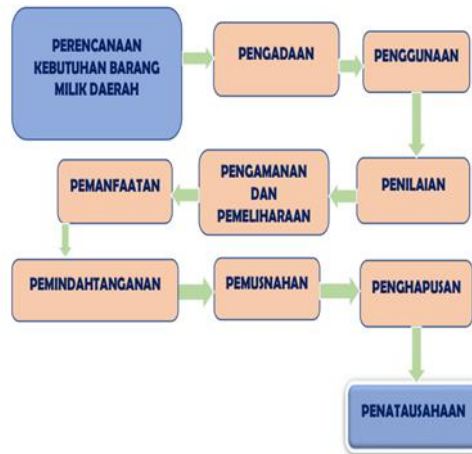 PERENCANAAN
KEBUTUHAN BARANG
MILIK DAERAH
PENGADAAN
PENGGUNAAN
PENILAIAN
PENGAMANAN
DAN
PEMELIHARAAN
PEMANFAATAN
PEMINDAHTANGANAN
PEMUSNAHAN
PENGHAPUSAN
PENATAUSAHAAN